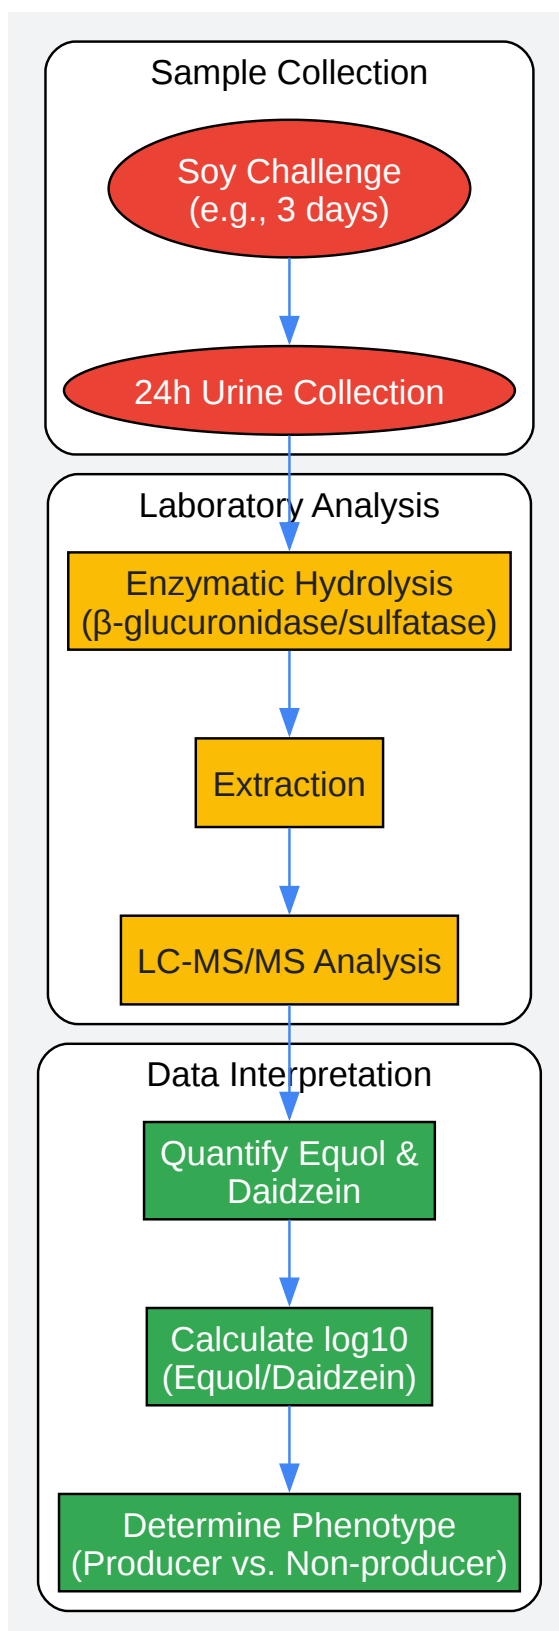 Sample Collection
Soy Challenge
(e.g., 3 days)
24h Urine Collection
Laboratory Analysis
Enzymatic Hydrolysis
(β-glucuronidase/sulfatase)
Extraction
LC-MS/MS Analysis
Data Interpretation
Quantify Equol &
Daidzein
Calculate log10
(Equol/Daidzein)
Determine Phenotype
(Producer vs. Non-producer)